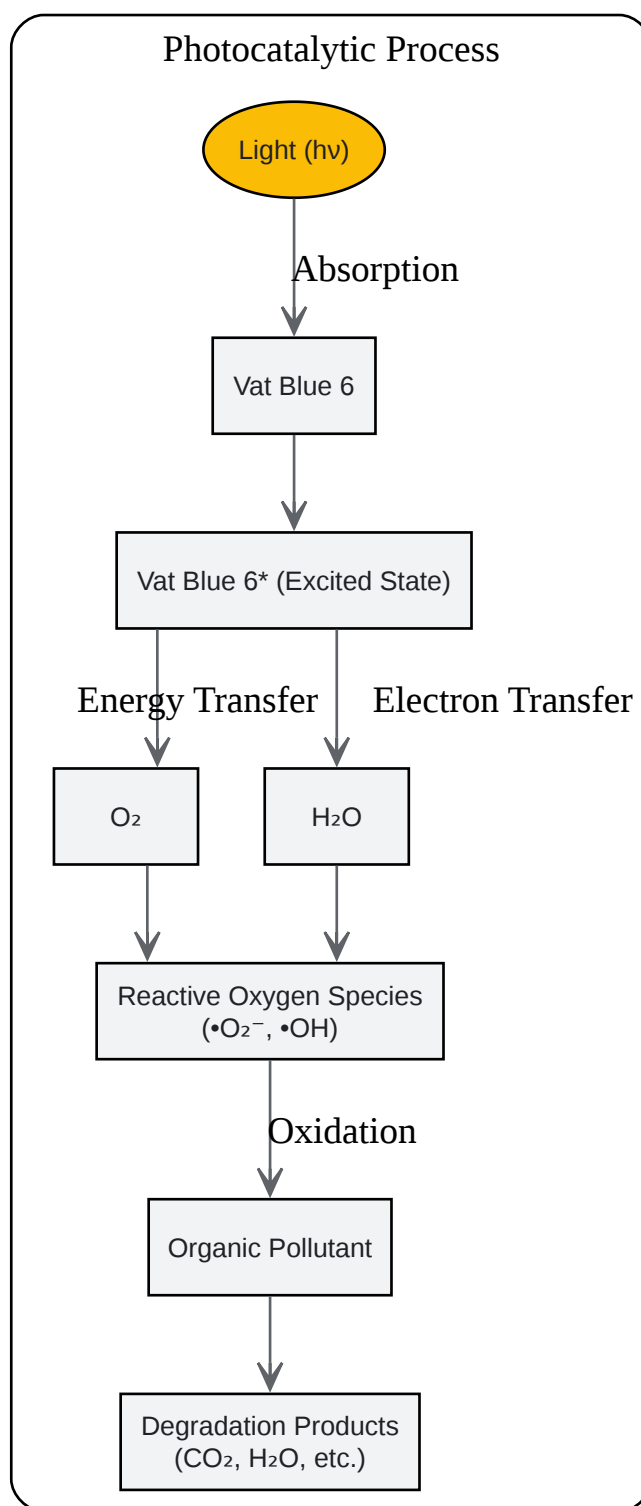 Photocatalytic Process
Light (hν)
Absorption
Vat Blue 6
Vat Blue 6* (Excited State)
Energy Transfer
Electron Transfer
O₂
H₂O
Reactive Oxygen Species
(•O₂⁻, •OH)
Oxidation
Organic Pollutant
Degradation Products
(CO₂, H₂O, etc.)